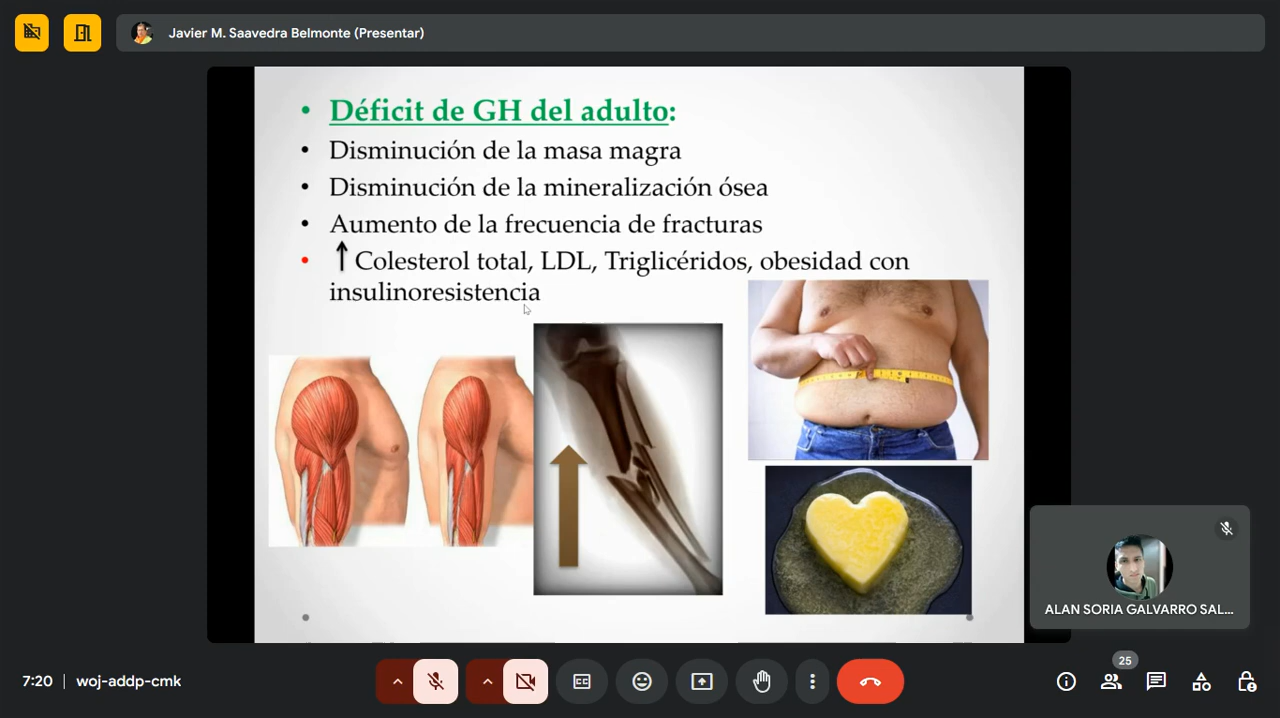 Javier M. Saavedra Belmonte (Presentar)
• Déficit de GH del adulto:
• Disminución de la masa magra
• Disminución de la mineralización ósea
• Aumento de la frecuencia de fracturas
• ↑ Colesterol total, LDL, Triglicéridos, obesidad con
insulinoresistencia
ALAN SORIA GALVARRO SAL...
7:20 | woj-addp-cmk
25